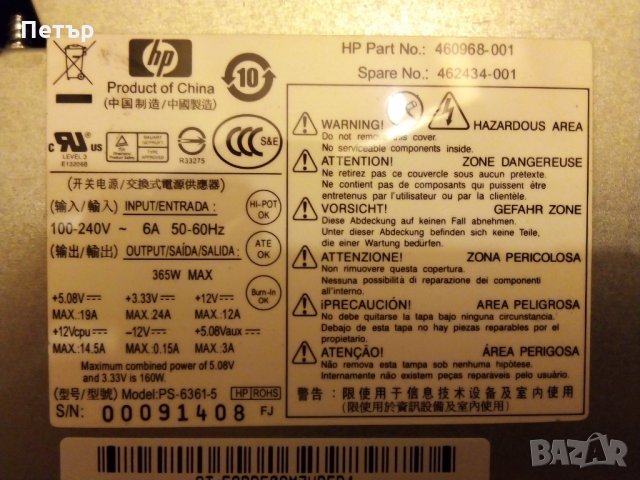 Петър
hp
Product of China
(中国制造/中國製造)
10
HP Part No.: 460968-001
Spare No.: 462434-001
c RU us
LEVEL 3
E132068
R33275
CCC S&E
(开关电源/交換式電源供應器)
(输入/輸入) INPUT/ENTRADA :
100-240V ~ 6A 50-60Hz
(输出/輸出) OUTPUT/SAÍDA/SALIDA :
365W MAX
HI-POT
OK
ATE
OK
Burn-In
OK
+5.08V +3.33V +12V
MAX.:19A MAX.:24A MAX.:12A
+12Vcpu -12V +5.08Vaux
MAX.:14.5A MAX.:0.15A MAX.:3A
Maximum combined power of 5.08V
and 3.33V is 160W.
(型号/型號) Model:PS-6361-5 HP ROHS
S/N: 00091408 FJ
WARNING! HAZARDOUS AREA
Do not remove this cover.
No serviceable components inside.
ATTENTION! ZONE DANGEREUSE
Ne retirez pas ce couvercle sous aucun prétexte.
Ne contient pas de composants qui puissent être
entretenus par l'utilisateur ou par la clientèle.
VORSICHT! GEFAHR ZONE
Diese Abdeckung auf keinen Fall abnehmen.
Unter dieser Abdeckung befinden sich keine Teile,
die einer Wartung bedürfen.
ATTENZIONE! ZONA PERICOLOSA
Non rimuovere questa copertura.
Nessuna possibilità di riparazione dei componenti
all'interno.
¡PRECAUCIÓN! AREA PELIGROSA
No debe quitarse la tapa bajo ninguna circunstancia.
Debajo de esta tapa no hay piezas reparables por el
propietario.
ATENÇÃO! ÁREA PERIGOSA
Não remova esta tampa sob nenhuma hipótese.
Internamente não existem peças reparáveis pelo usuário.
警告: 限使用于信息技术设备及室内使用
(限使用於資訊設備及室內使用)
BAZAR
.bg